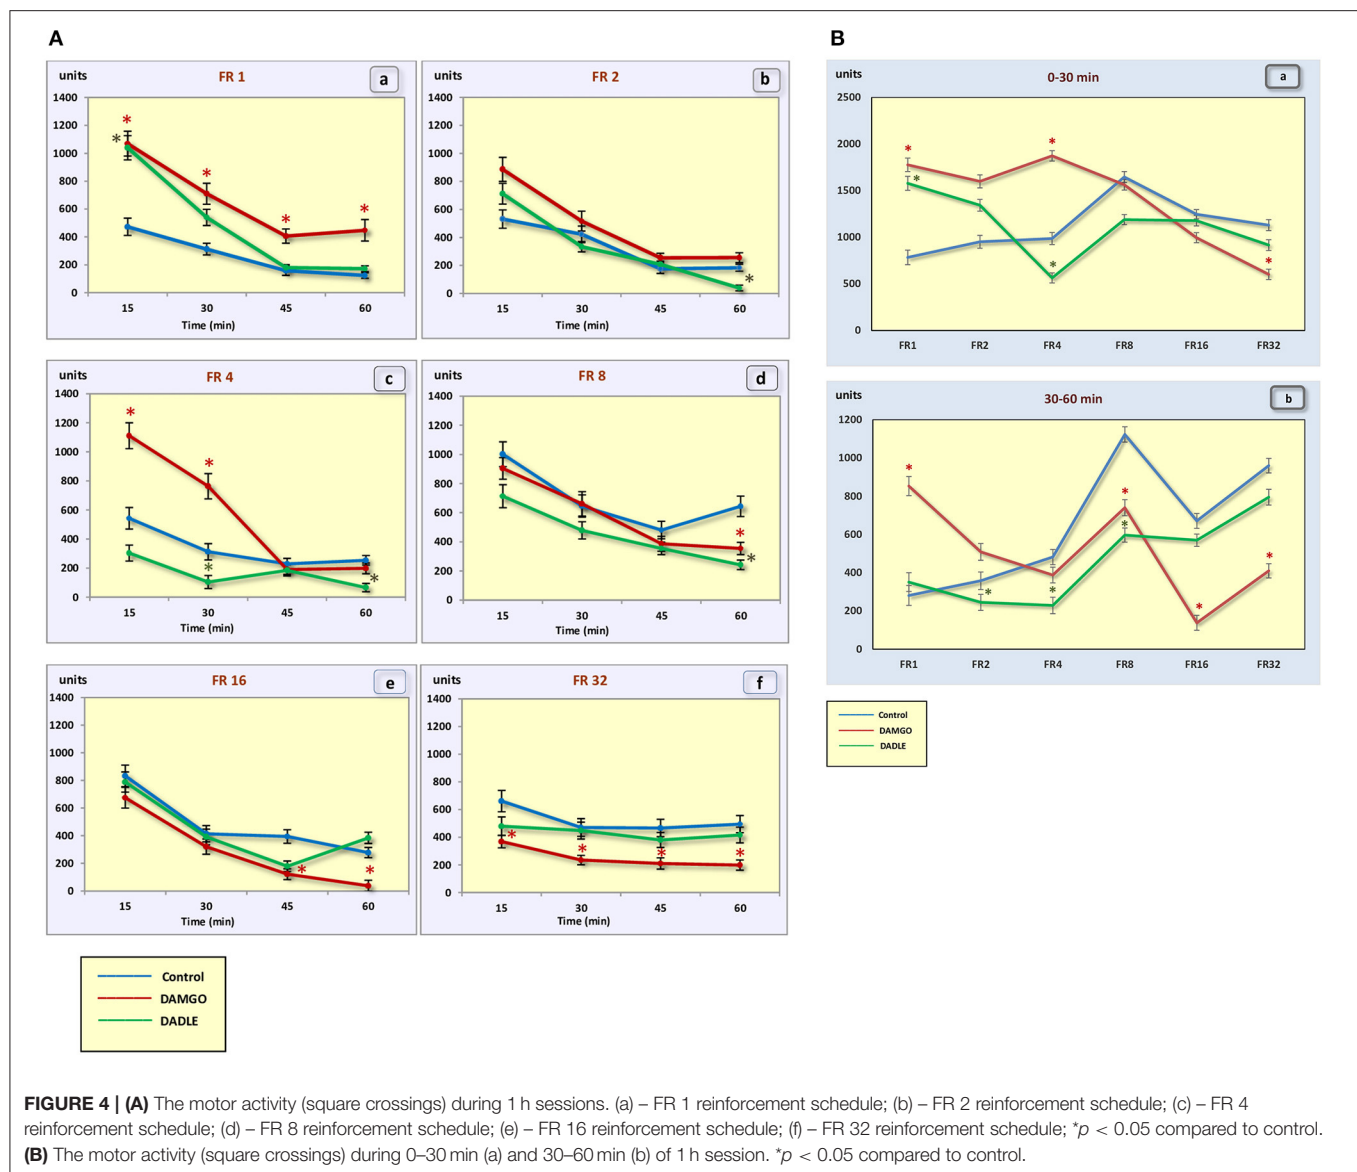 A
B
units
FR 1
a
1400
1200
1000
800
600
400
200
0
15
30
45
60
Time (min)
*
*
*
*
*
units
FR 2
b
1400
1200
1000
800
600
400
200
0
15
30
45
60
Time (min)
*
units
FR 4
c
1400
1200
1000
800
600
400
200
0
15
30
45
60
Time (min)
*
*
*
*
units
FR 8
d
1400
1200
1000
800
600
400
200
0
15
30
45
60
Time (min)
*
*
units
FR 16
e
1400
1200
1000
800
600
400
200
0
15
30
45
60
Time (min)
*
*
units
FR 32
f
1400
1200
1000
800
600
400
200
0
15
30
45
60
Time (min)
*
*
*
*
Control
DAMGO
DADLE
units
0-30 min
a
2500
2000
1500
1000
500
0
FR1
FR2
FR4
FR8
FR16
FR32
*
*
*
*
*
units
30-60 min
b
1200
1000
800
600
400
200
0
FR1
FR2
FR4
FR8
FR16
FR32
*
*
*
*
*
*
*
Control
DAMGO
DADLE
FIGURE 4 | (A) The motor activity (square crossings) during 1 h sessions. (a) – FR 1 reinforcement schedule; (b) – FR 2 reinforcement schedule; (c) – FR 4
reinforcement schedule; (d) – FR 8 reinforcement schedule; (e) – FR 16 reinforcement schedule; (f) – FR 32 reinforcement schedule; *p < 0.05 compared to control.
(B) The motor activity (square crossings) during 0–30 min (a) and 30–60 min (b) of 1 h session. *p < 0.05 compared to control.